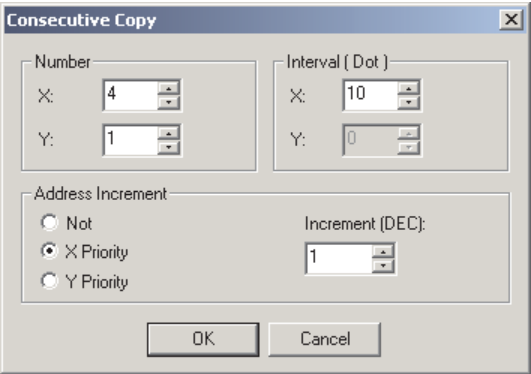 Consecutive Copy
Number
X: 4
Y: 1
Interval ( Dot )
X: 10
Y: 0
Address Increment
Not
X Priority
Y Priority
Increment (DEC):
1
OK Cancel